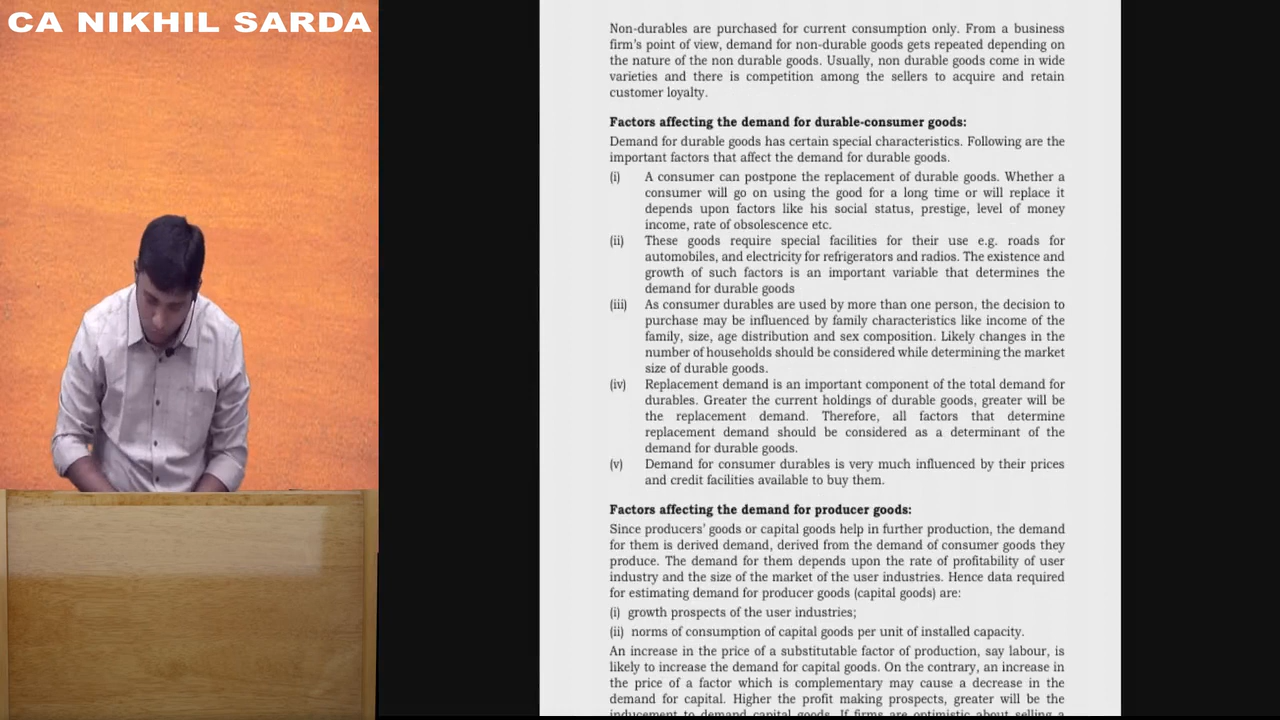 CA NIKHIL SARDA
Non-durables are purchased for current consumption only. From a business
firm's point of view, demand for non-durable goods gets repeated depending on
the nature of the non durable goods. Usually, non durable goods come in wide
varieties and there is competition among the sellers to acquire and retain
customer loyalty.
Factors affecting the demand for durable-consumer goods:
Demand for durable goods has certain special characteristics. Following are the
important factors that affect the demand for durable goods.
(i) A consumer can postpone the replacement of durable goods. Whether a
consumer will go on using the good for a long time or will replace it
depends upon factors like his social status, prestige, level of money
income, rate of obsolescence etc.
(ii) These goods require special facilities for their use e.g. roads for
automobiles, and electricity for refrigerators and radios. The existence and
growth of such factors is an important variable that determines the
demand for durable goods
(iii) As consumer durables are used by more than one person, the decision to
purchase may be influenced by family characteristics like income of the
family, size, age distribution and sex composition. Likely changes in the
number of households should be considered while determining the market
size of durable goods.
(iv) Replacement demand is an important component of the total demand for
durables. Greater the current holdings of durable goods, greater will be
the replacement demand. Therefore, all factors that determine
replacement demand should be considered as a determinant of the
demand for durable goods.
(v) Demand for consumer durables is very much influenced by their prices
and credit facilities available to buy them.
Factors affecting the demand for producer goods:
Since producers' goods or capital goods help in further production, the demand
for them is derived demand, derived from the demand of consumer goods they
produce. The demand for them depends upon the rate of profitability of user
industry and the size of the market of the user industries. Hence data required
for estimating demand for producer goods (capital goods) are:
(i) growth prospects of the user industries;
(ii) norms of consumption of capital goods per unit of installed capacity.
An increase in the price of a substitutable factor of production, say labour, is
likely to increase the demand for capital goods. On the contrary, an increase in
the price of a factor which is complementary may cause a decrease in the
demand for capital. Higher the profit making prospects, greater will be the
inducement to demand capital goods. If firms are optimistic about selling a